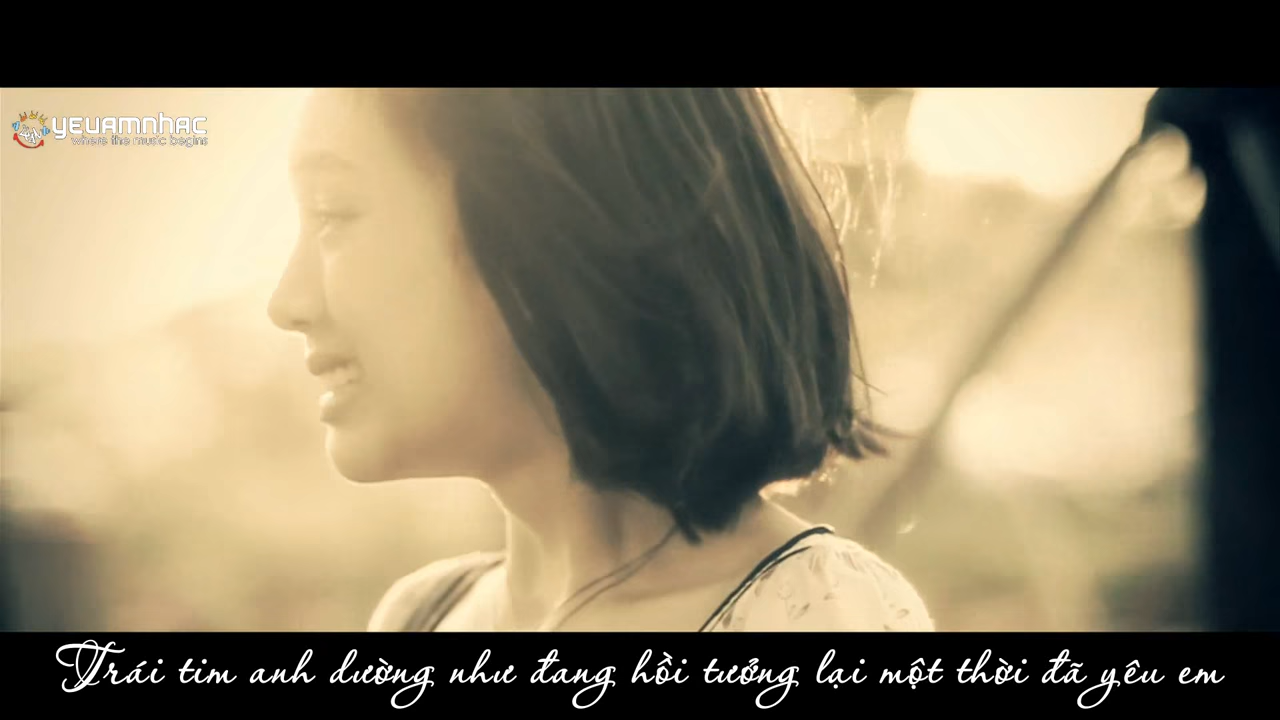 YEUAMNHAC
where the music begins
Trái tim anh dường như đang hồi tưởng lại một thời đã yêu em